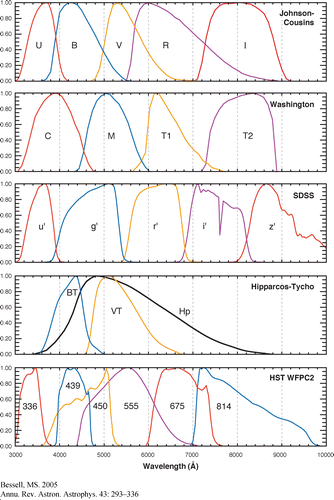 1.00
0.80
0.60
0.40
0.20
0.00
Johnson-
Cousins
U B V R I
1.00
0.80
0.60
0.40
0.20
0.00
Washington
C M T1 T2
1.00
0.80
0.60
0.40
0.20
0.00
SDSS
u' g' r' i' z'
1.00
0.80
0.60
0.40
0.20
0.00
Hipparcos-Tycho
BT VT Hp
1.00
0.80
0.60
0.40
0.20
0.00
HST WFPC2
336 439 450 555 675 814
3000 4000 5000 6000 7000 8000 9000 10000
Wavelength (Å)
Bessell, MS. 2005
Annu. Rev. Astron. Astrophys. 43: 293–336